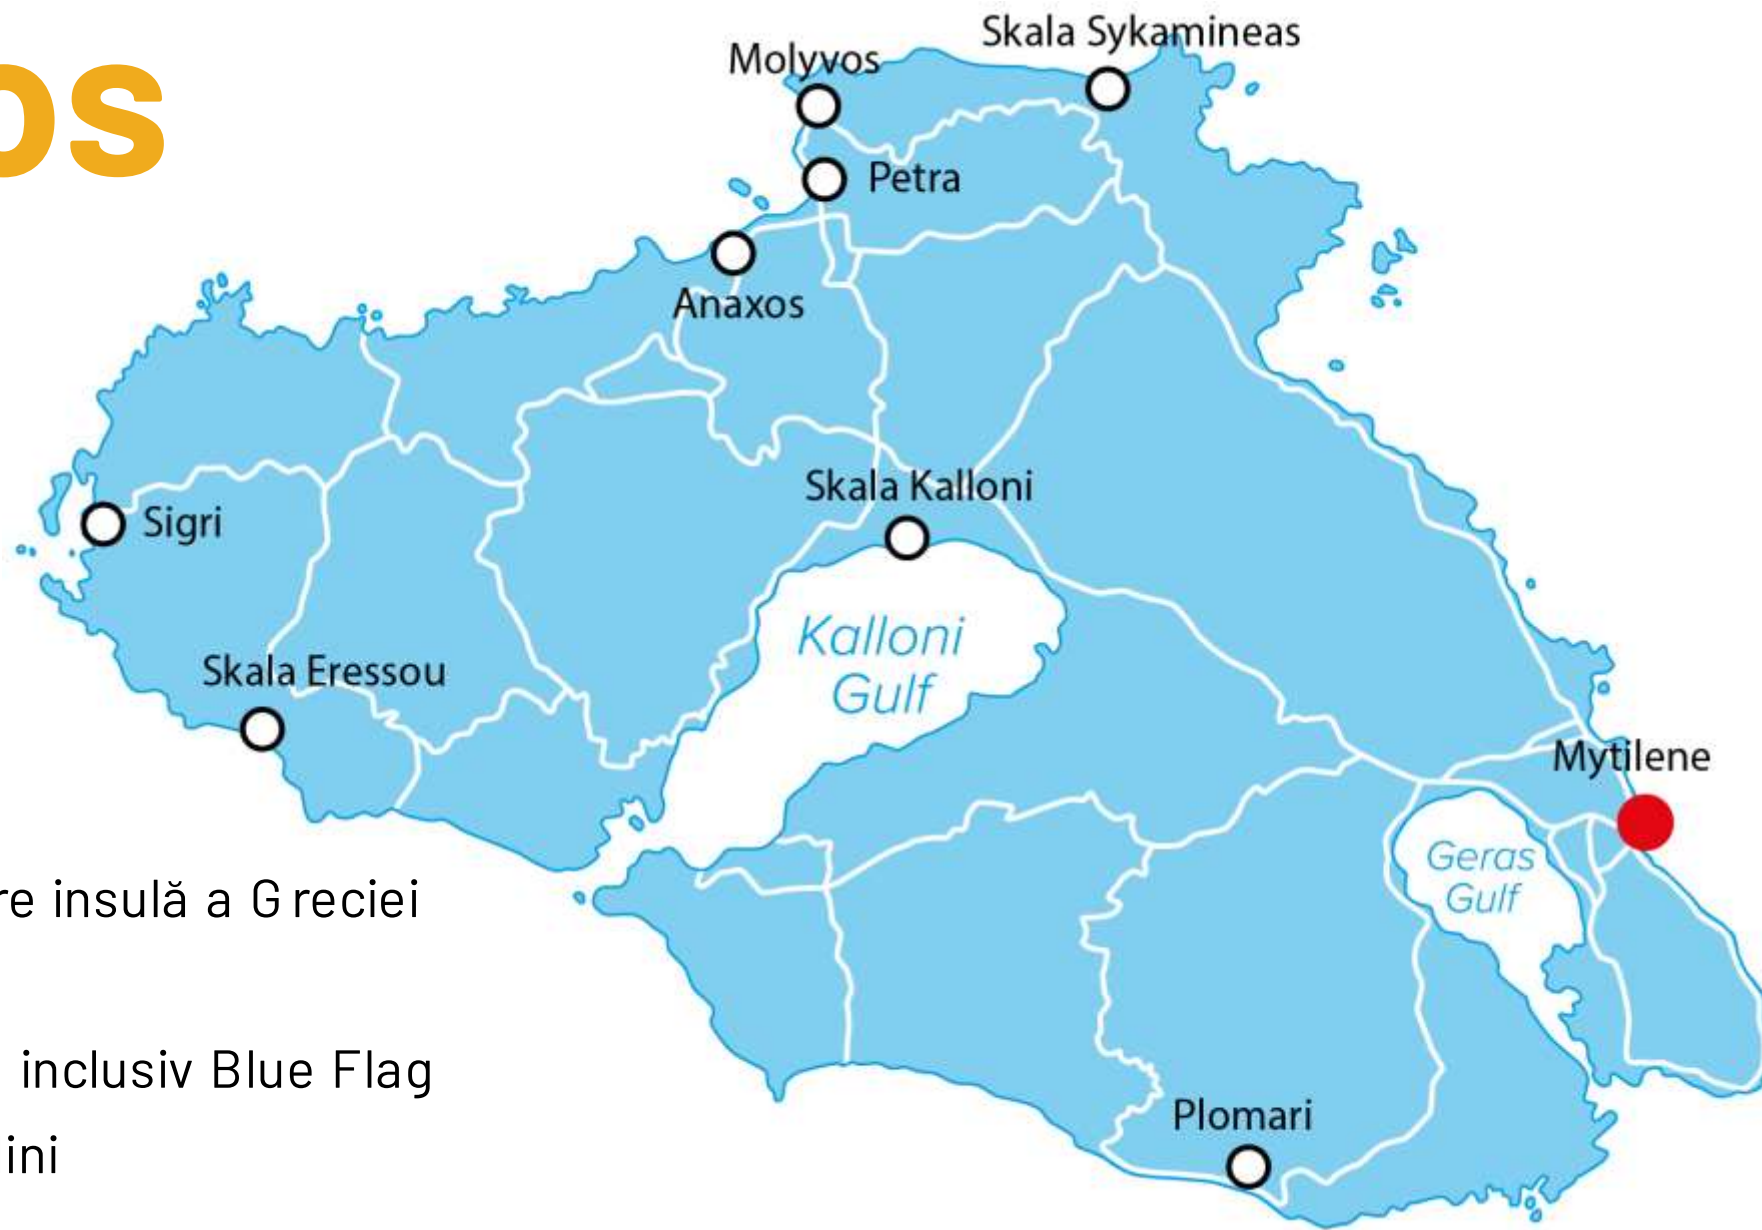 os
Skala Sykamineas
Molyvos
Petra
Anaxos
Skala Kalloni
Sigri
Kalloni
Gulf
Skala Eressou
Mytilene
Geras
Gulf
re insulă a Greciei
inclusiv Blue Flag
Plomari
ini